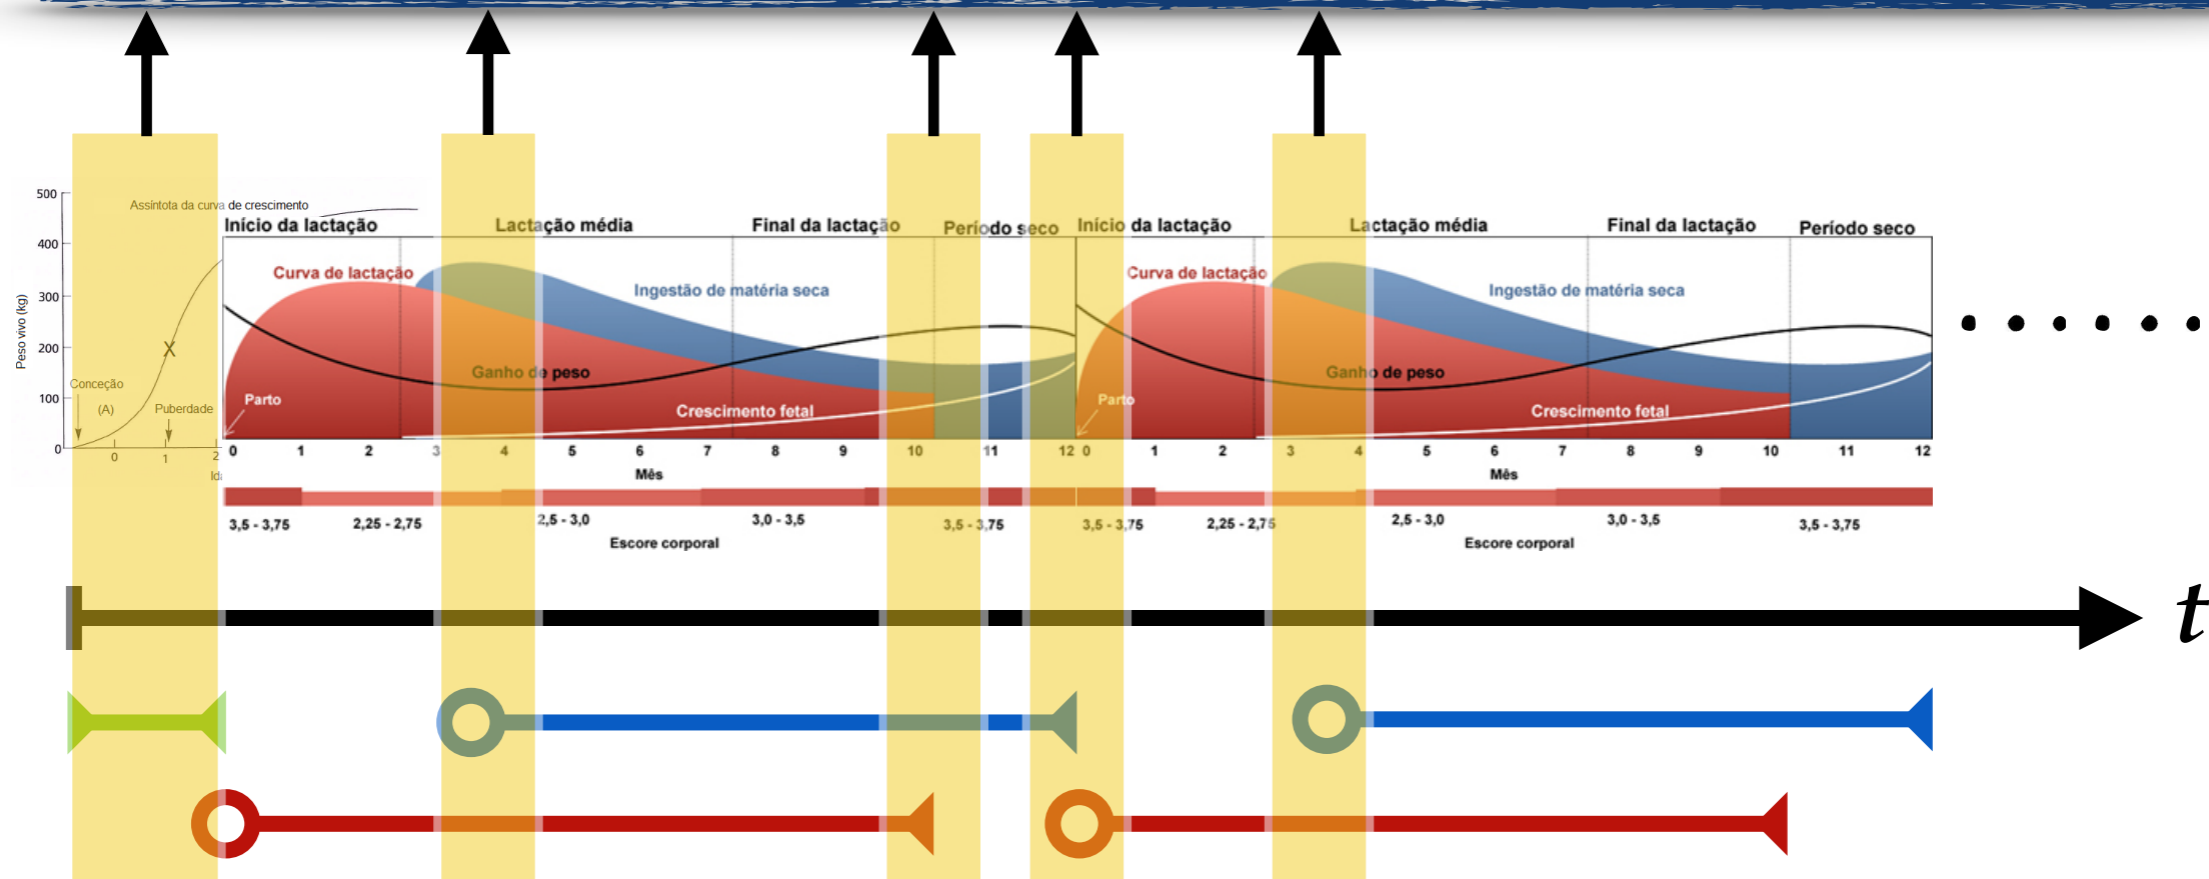 500
400
300
200
100
0
Peso vivo (kg)
Assíntota da curva de crescimento
Conceção
(A)
Puberdade
0 1 2
Início da lactação Lactação média Final da lactação Período seco Início da lactação Lactação média Final da lactação Período seco
Curva de lactação Curva de lactação
Ingestão de matéria seca Ingestão de matéria seca
Ganho de peso Ganho de peso
Parto Parto
Crescimento fetal Crescimento fetal
0 1 2 3 4 5 6 7 8 9 10 11 12 0 1 2 3 4 5 6 7 8 9 10 11 12
Mês Mês
3,5 - 3,75 2,25 - 2,75 2,5 - 3,0 3,0 - 3,5 3,5 - 3,75 3,5 - 3,75 2,25 - 2,75 2,5 - 3,0 3,0 - 3,5 3,5 - 3,75
Escore corporal Escore corporal
t